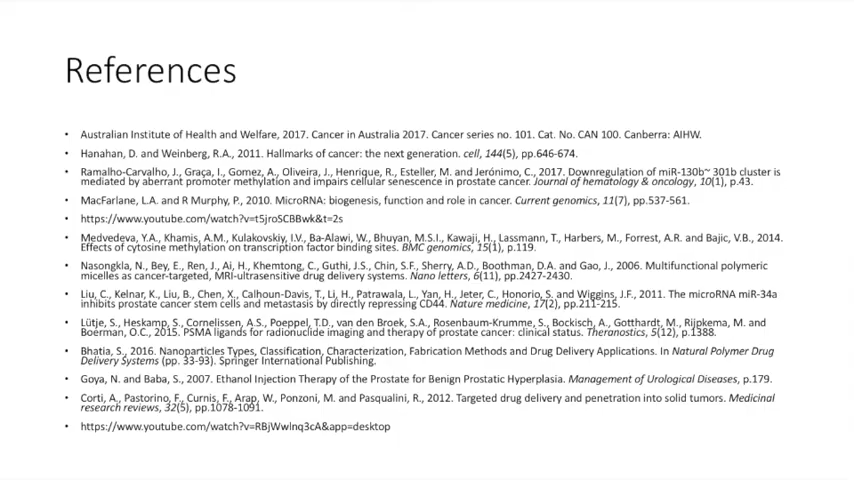 References
• Australian Institute of Health and Welfare, 2017. Cancer in Australia 2017. Cancer series no. 101. Cat. No. CAN 100. Canberra: AIHW.
• Hanahan, D. and Weinberg, R.A., 2011. Hallmarks of cancer: the next generation. cell, 144(5), pp.646-674.
• Ramalho-Carvalho, J., Graça, I., Gomez, A., Oliveira, J., Henrique, R., Esteller, M. and Jerónimo, C., 2017. Downregulation of miR-130b~ 301b cluster is
mediated by aberrant promoter methylation and impairs cellular senescence in prostate cancer. Journal of hematology & oncology, 10(1), p.43.
• MacFarlane, L.A. and R Murphy, P., 2010. MicroRNA: biogenesis, function and role in cancer. Current genomics, 11(7), pp.537-561.
• https://www.youtube.com/watch?v=t5jroSCBBwk&t=2s
• Medvedeva, Y.A., Khamis, A.M., Kulakovskiy, I.V., Ba-Alawi, W., Bhuyan, M.S.I., Kawaji, H., Lassmann, T., Harbers, M., Forrest, A.R. and Bajic, V.B., 2014.
Effects of cytosine methylation on transcription factor binding sites. BMC genomics, 15(1), p.119.
• Nasongkla, N., Bey, E., Ren, J., Ai, H., Khemtong, C., Guthi, J.S., Chin, S.F., Sherry, A.D., Boothman, D.A. and Gao, J., 2006. Multifunctional polymeric
micelles as cancer-targeted, MRI-ultrasensitive drug delivery systems. Nano letters, 6(11), pp.2427-2430.
• Liu, C., Kelnar, K., Liu, B., Chen, X., Calhoun-Davis, T., Li, H., Patrawala, L., Yan, H., Jeter, C., Honorio, S. and Wiggins, J.F., 2011. The microRNA miR-34a
inhibits prostate cancer stem cells and metastasis by directly repressing CD44. Nature medicine, 17(2), pp.211-215.
• Lütje, S., Heskamp, S., Cornelissen, A.S., Poeppel, T.D., van den Broek, S.A., Rosenbaum-Krumme, S., Bockisch, A., Gotthardt, M., Rijpkema, M. and
Boerman, O.C., 2015. PSMA ligands for radionuclide imaging and therapy of prostate cancer: clinical status. Theranostics, 5(12), p.1388.
• Bhatia, S., 2016. Nanoparticles Types, Classification, Characterization, Fabrication Methods and Drug Delivery Applications. In Natural Polymer Drug
Delivery Systems (pp. 33-93). Springer International Publishing.
• Goya, N. and Baba, S., 2007. Ethanol Injection Therapy of the Prostate for Benign Prostatic Hyperplasia. Management of Urological Diseases, p.179.
• Corti, A., Pastorino, F., Curnis, F., Arap, W., Ponzoni, M. and Pasqualini, R., 2012. Targeted drug delivery and penetration into solid tumors. Medicinal
research reviews, 32(5), pp.1078-1091.
• https://www.youtube.com/watch?v=RBjWwlnq3cA&app=desktop